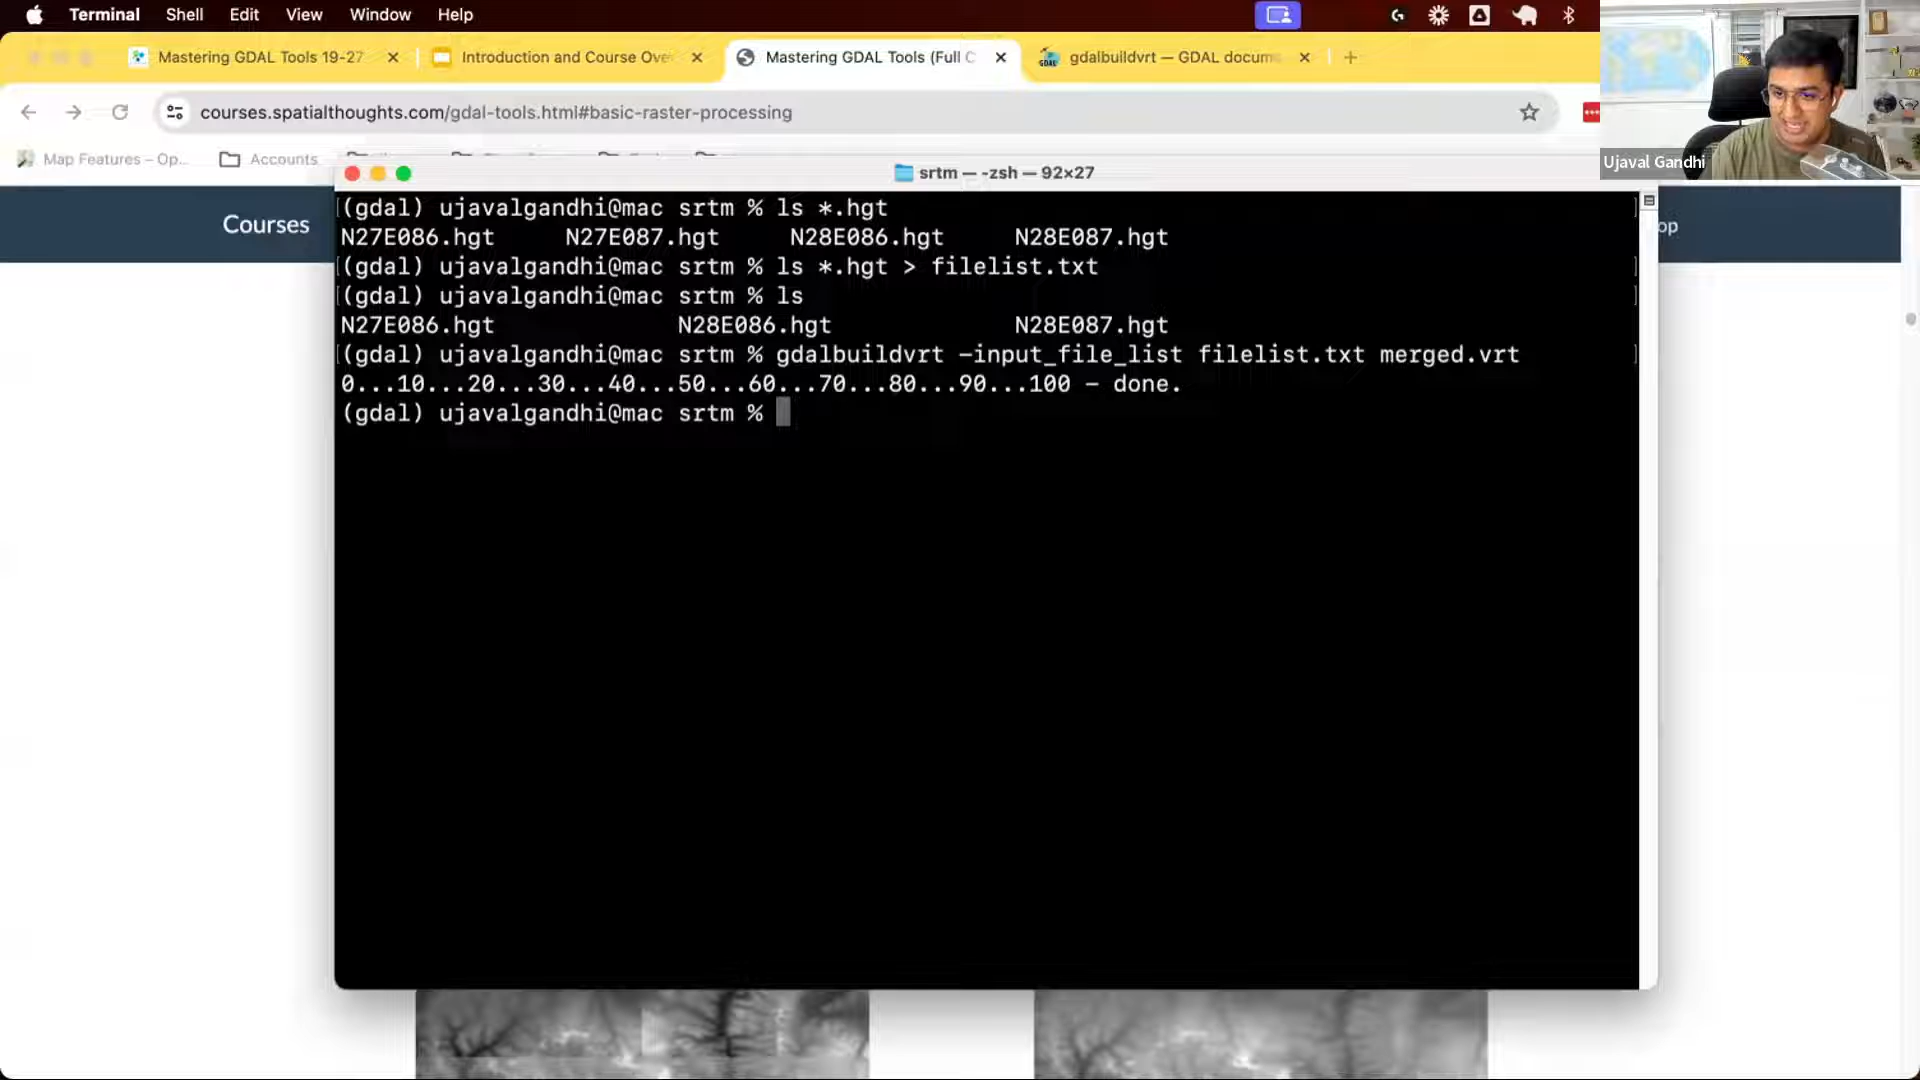 Terminal Shell Edit View Window Help
Mastering GDAL Tools 19-27
Introduction and Course Ove
Mastering GDAL Tools (Full C
gdalbuildvrt — GDAL docum
courses.spatialthoughts.com/gdal-tools.html#basic-raster-processing
Map Features – Op...
Accounts
Ujaval Gandhi
srtm — -zsh — 92×27
Courses
op
(gdal) ujavalgandhi@mac srtm % ls *.hgt
N27E086.hgt N27E087.hgt N28E086.hgt N28E087.hgt
(gdal) ujavalgandhi@mac srtm % ls *.hgt > filelist.txt
(gdal) ujavalgandhi@mac srtm % ls
N27E086.hgt N28E086.hgt N28E087.hgt
(gdal) ujavalgandhi@mac srtm % gdalbuildvrt -input_file_list filelist.txt merged.vrt
0...10...20...30...40...50...60...70...80...90...100 - done.
(gdal) ujavalgandhi@mac srtm %